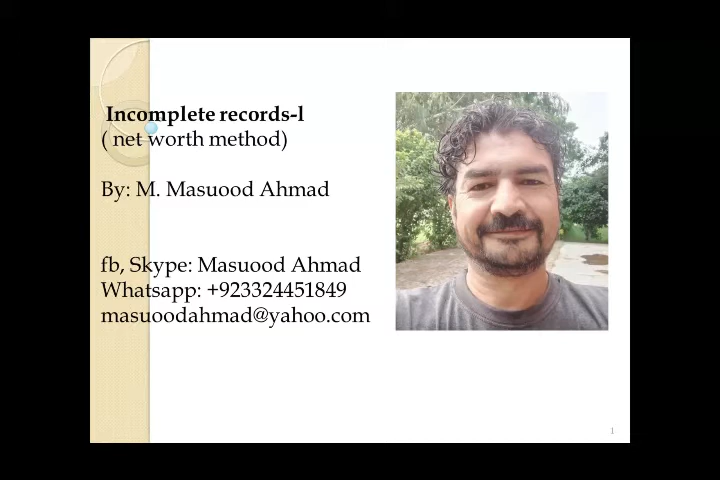 Incomplete records-l
( net worth method)
By: M. Masuood Ahmad
fb, Skype: Masuood Ahmad
Whatsapp: +923324451849
masuoodahmad@yahoo.com
1